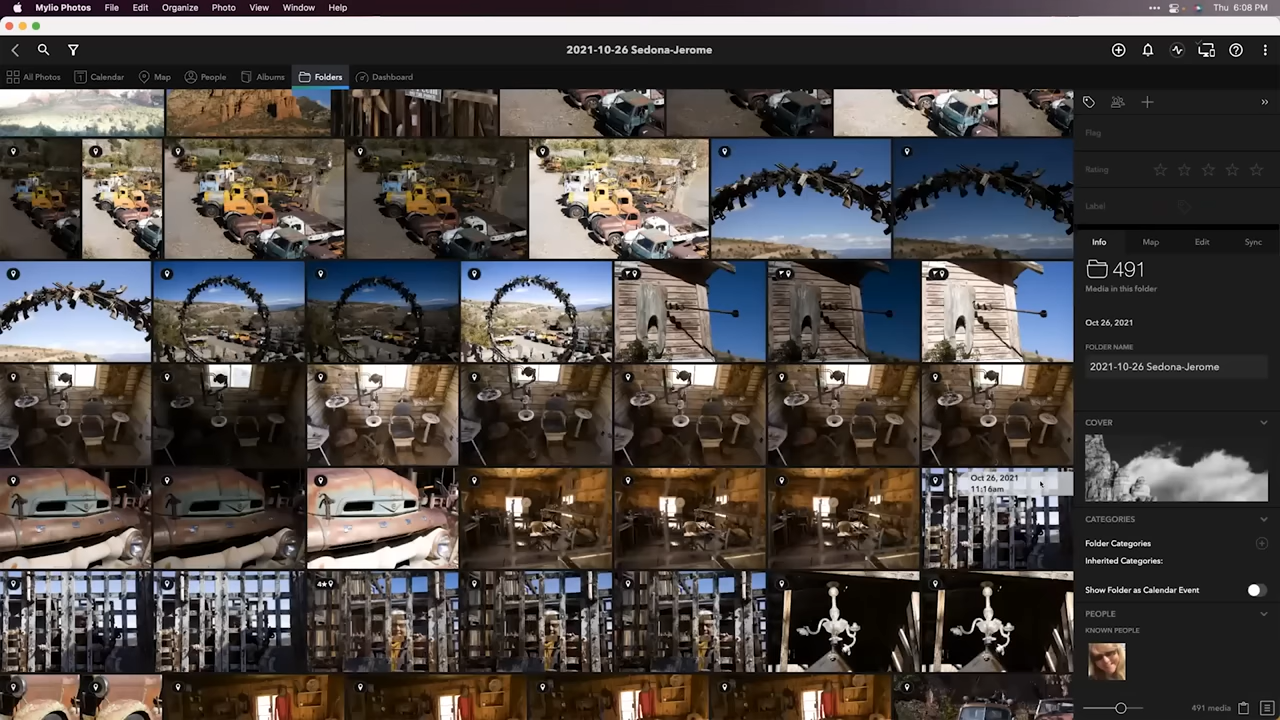 Mylio Photos File Edit Organize Photo View Window Help Thu 6:08 PM
2021-10-26 Sedona-Jerome
All Photos Calendar Map People Albums Folders Dashboard
Flag
Rating
Label
Info Map Edit Sync
491
Media in this folder
Oct 26, 2021
FOLDER NAME
2021-10-26 Sedona-Jerome
COVER
Oct 26, 2021
11:16am
CATEGORIES
Folder Categories
Inherited Categories:
4★
Show Folder as Calendar Event
PEOPLE
KNOWN PEOPLE
491 media